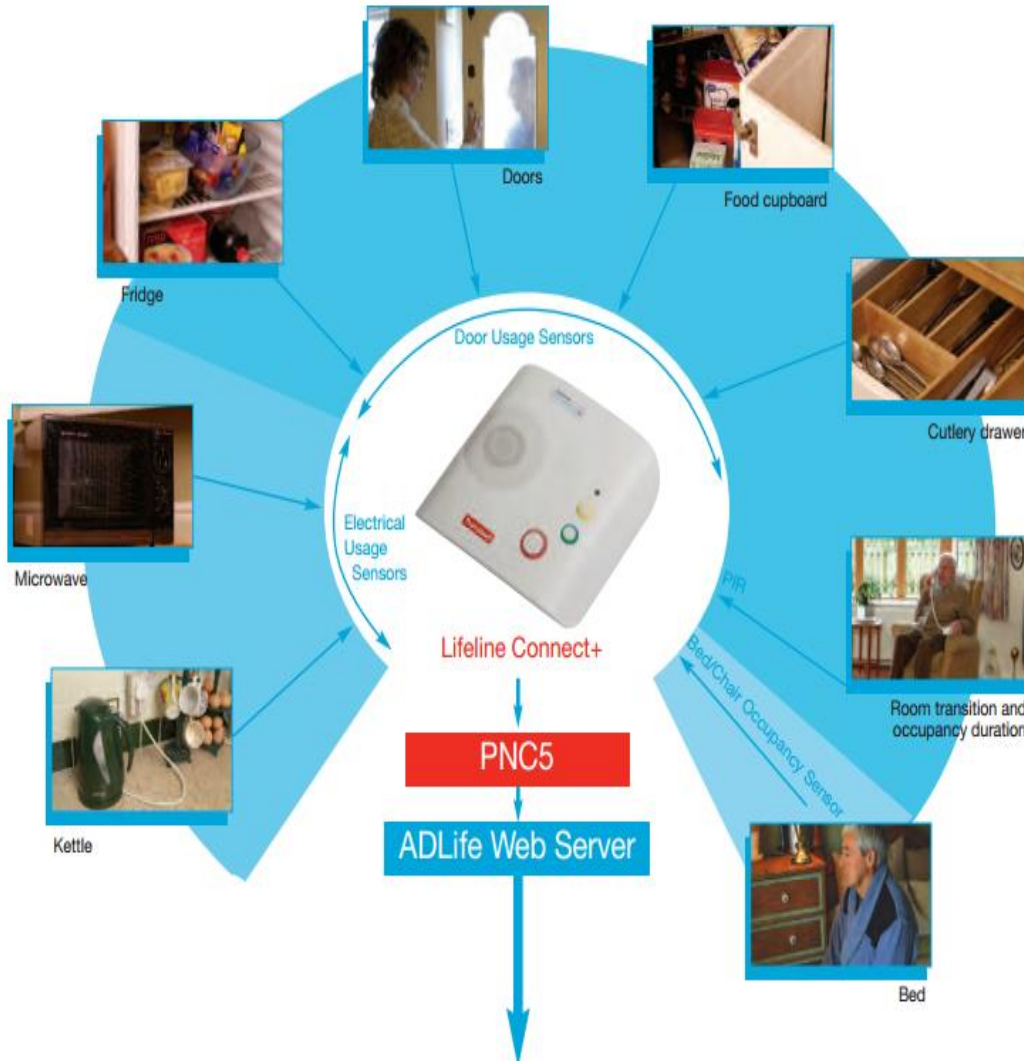 Doors
Food cupboard
Fridge
Door Usage Sensors
Cutlery drawer
Electrical
Usage
Sensors
Microwave
PIR
Lifeline Connect+
Bed/Chair Occupancy Sensor
Room transition and
occupancy duration
PNC5
ADLife Web Server
Kettle
Bed